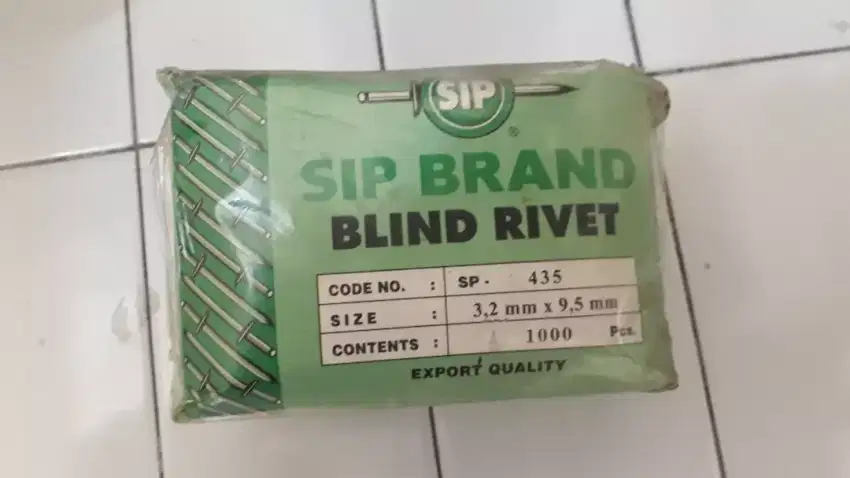 SIP
®
SIP BRAND
BLIND RIVET
CODE NO. : SP - 435
SIZE : 3,2 mm x 9,5 mm
CONTENTS : 1000 Pcs.
EXPORT QUALITY